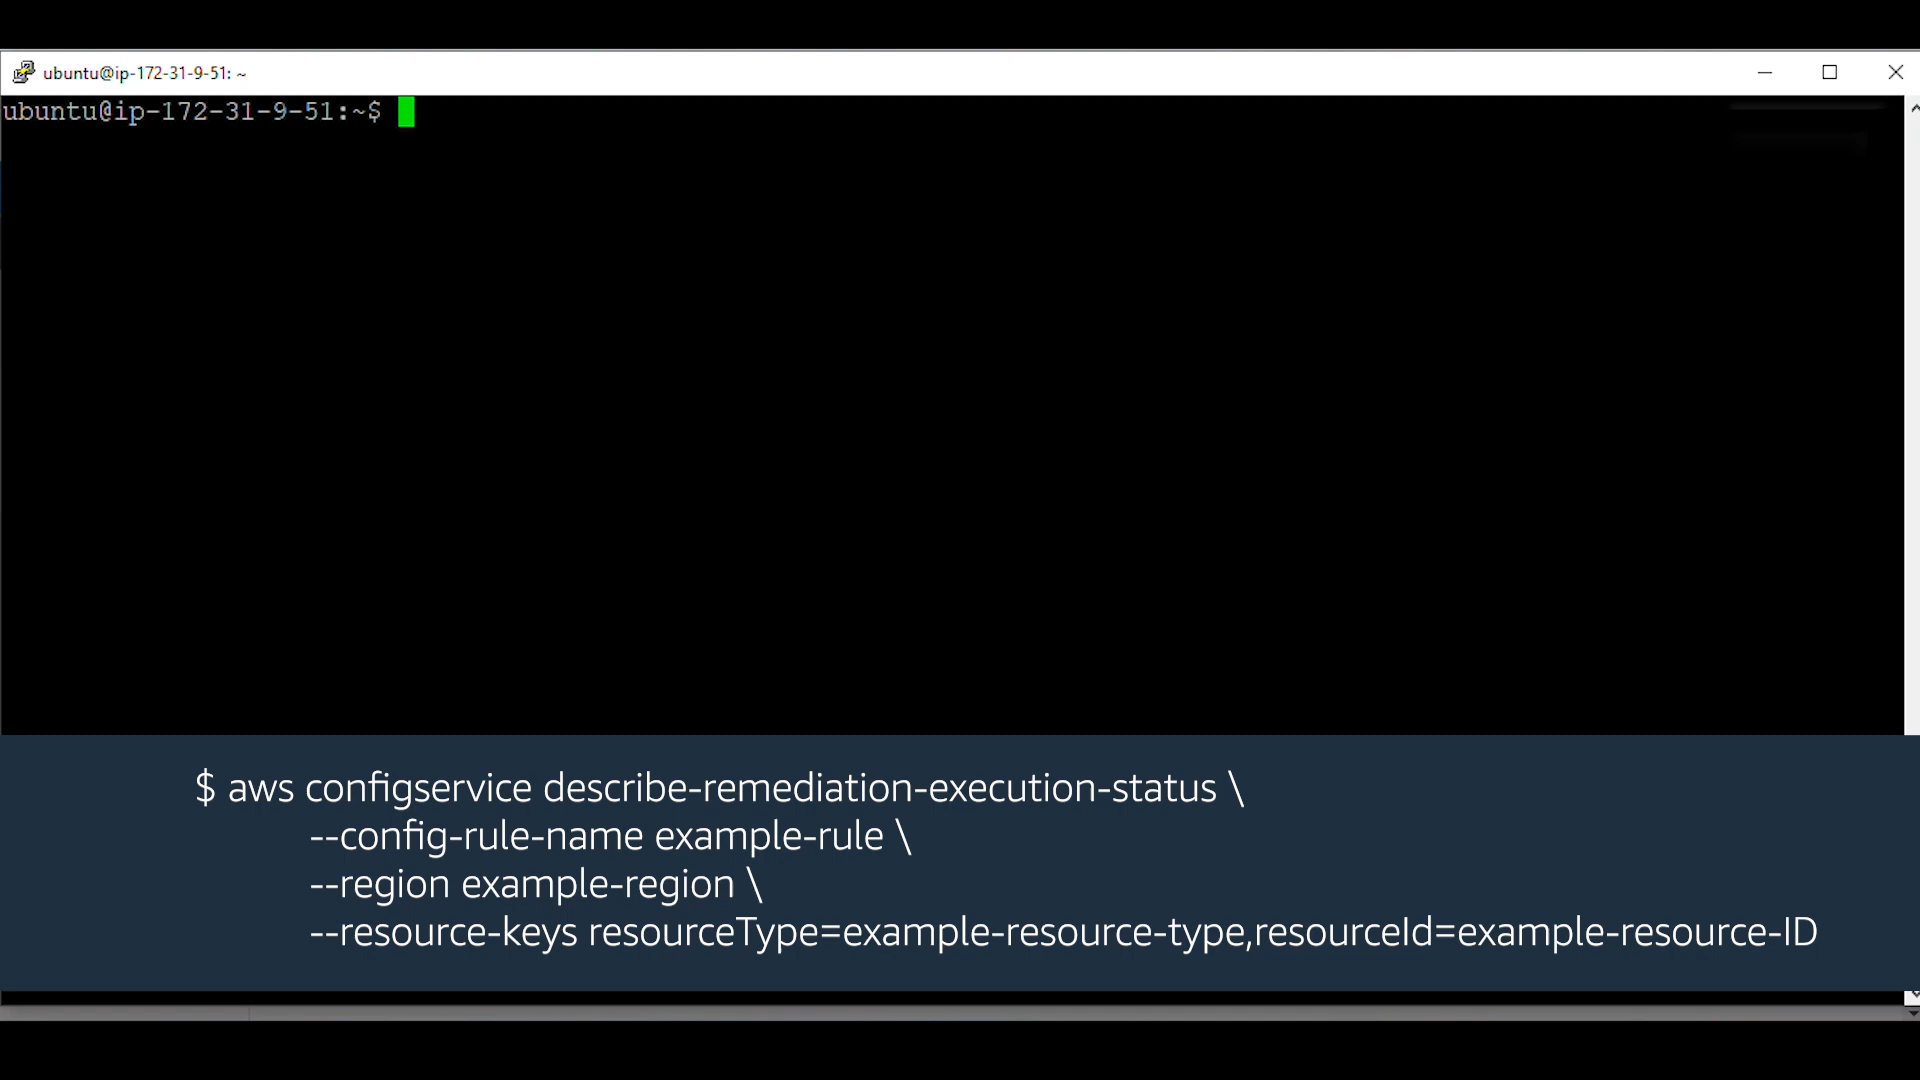 ubuntu@ip-172-31-9-51: ~
ubuntu@ip-172-31-9-51:~$
$ aws configservice describe-remediation-execution-status \
--config-rule-name example-rule \
--region example-region \
--resource-keys resourceType=example-resource-type,resourceId=example-resource-ID